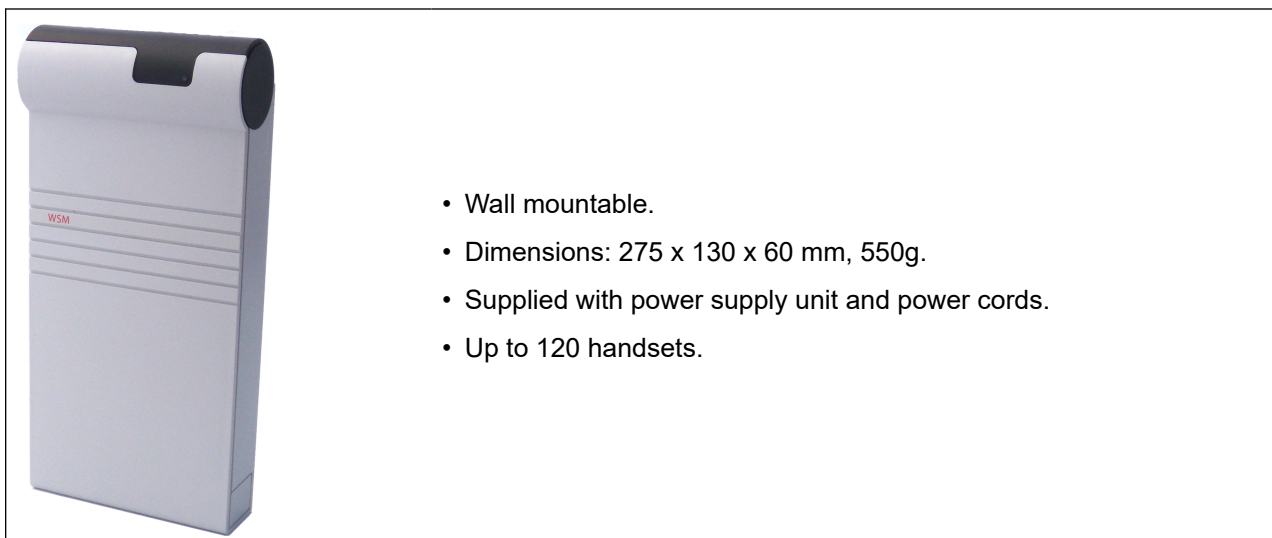 WSM
• Wall mountable.
• Dimensions: 275 x 130 x 60 mm, 550g.
• Supplied with power supply unit and power cords.
• Up to 120 handsets.